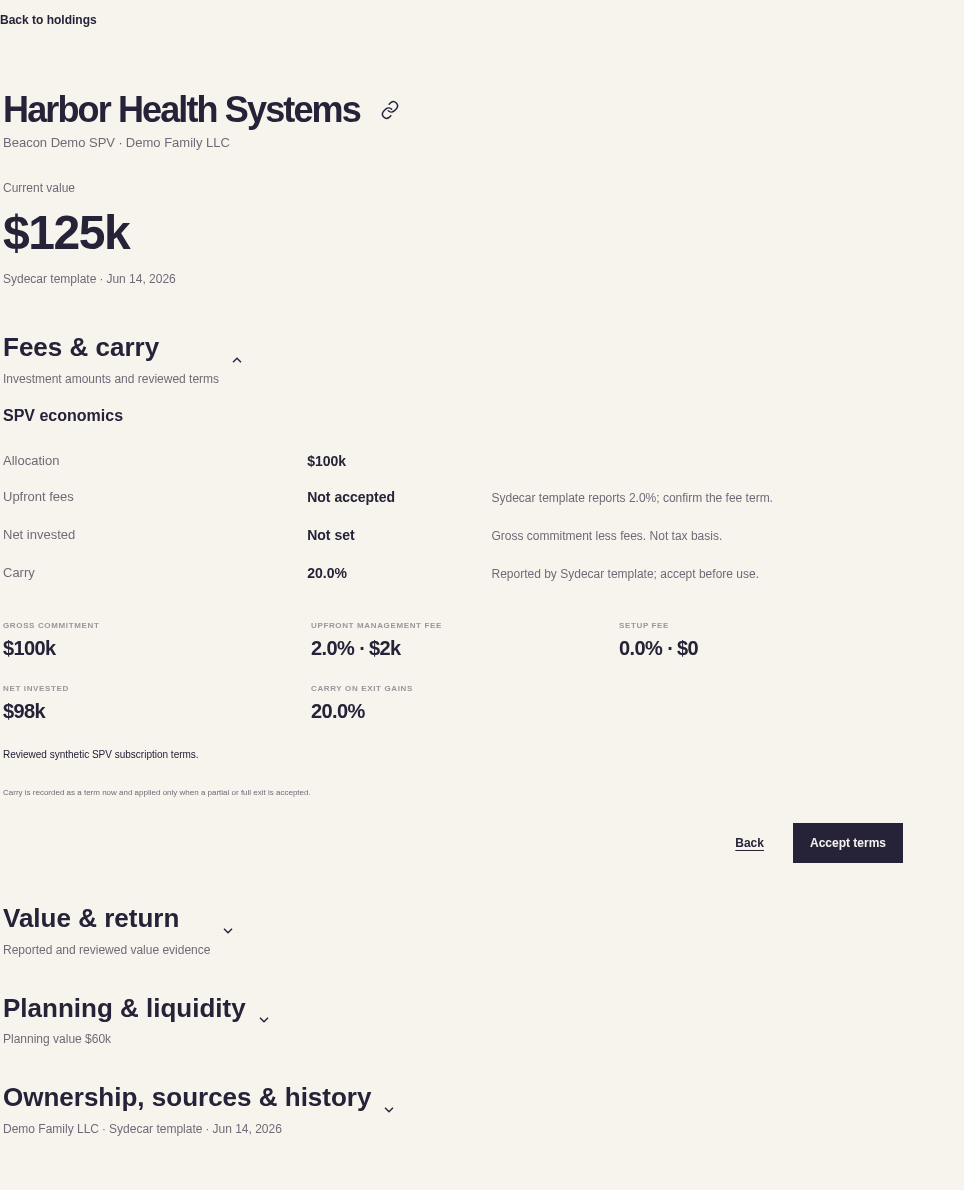 Back to holdings
Harbor Health Systems
Beacon Demo SPV · Demo Family LLC
Current value
$125k
Sydecar template · Jun 14, 2026
Fees & carry
Investment amounts and reviewed terms
SPV economics
Allocation $100k
Upfront fees Not accepted Sydecar template reports 2.0%; confirm the fee term.
Net invested Not set Gross commitment less fees. Not tax basis.
Carry 20.0% Reported by Sydecar template; accept before use.
GROSS COMMITMENT UPFRONT MANAGEMENT FEE SETUP FEE
$100k 2.0% · $2k 0.0% · $0
NET INVESTED CARRY ON EXIT GAINS
$98k 20.0%
Reviewed synthetic SPV subscription terms.
Carry is recorded as a term now and applied only when a partial or full exit is accepted.
Back Accept terms
Value & return
Reported and reviewed value evidence
Planning & liquidity
Planning value $60k
Ownership, sources & history
Demo Family LLC · Sydecar template · Jun 14, 2026